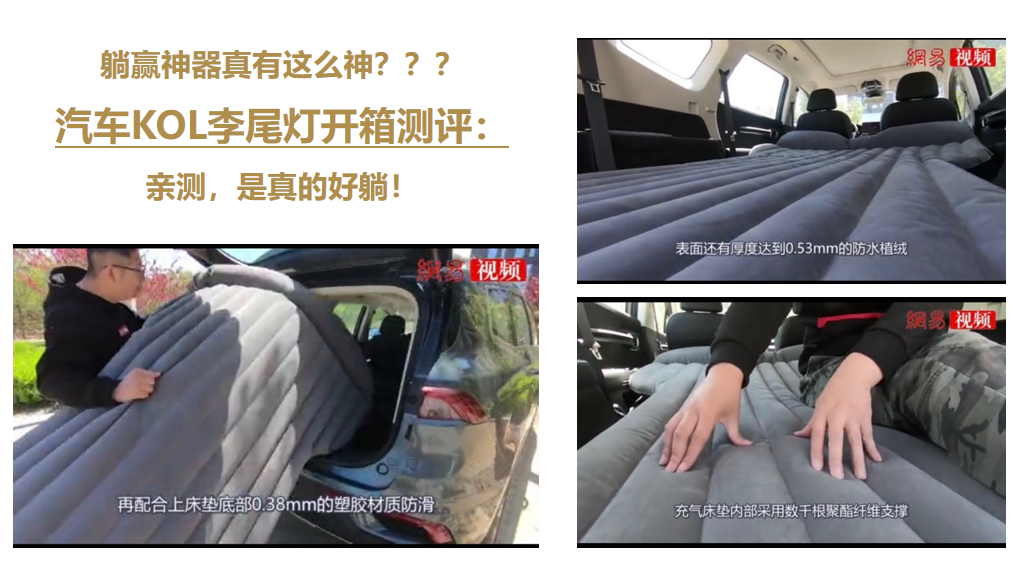 躺赢神器真有这么神？？？
汽车KOL李尾灯开箱测评：
亲测，是真的好躺！
網易 视频
表面还有厚度达到0.53mm的防水植绒
網易 视频
再配合上床垫底部0.38mm的塑胶材质防滑
網易 视频
充气床垫内部采用数千根聚酯纤维支撑